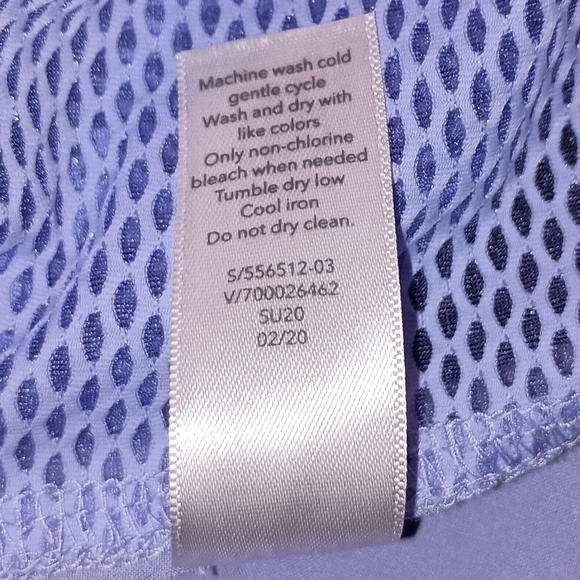 Machine wash cold
gentle cycle
Wash and dry with
like colors
Only non-chlorine
bleach when needed
Tumble dry low
Cool iron
Do not dry clean.
S/556512-03
V/700026462
SU20
02/20